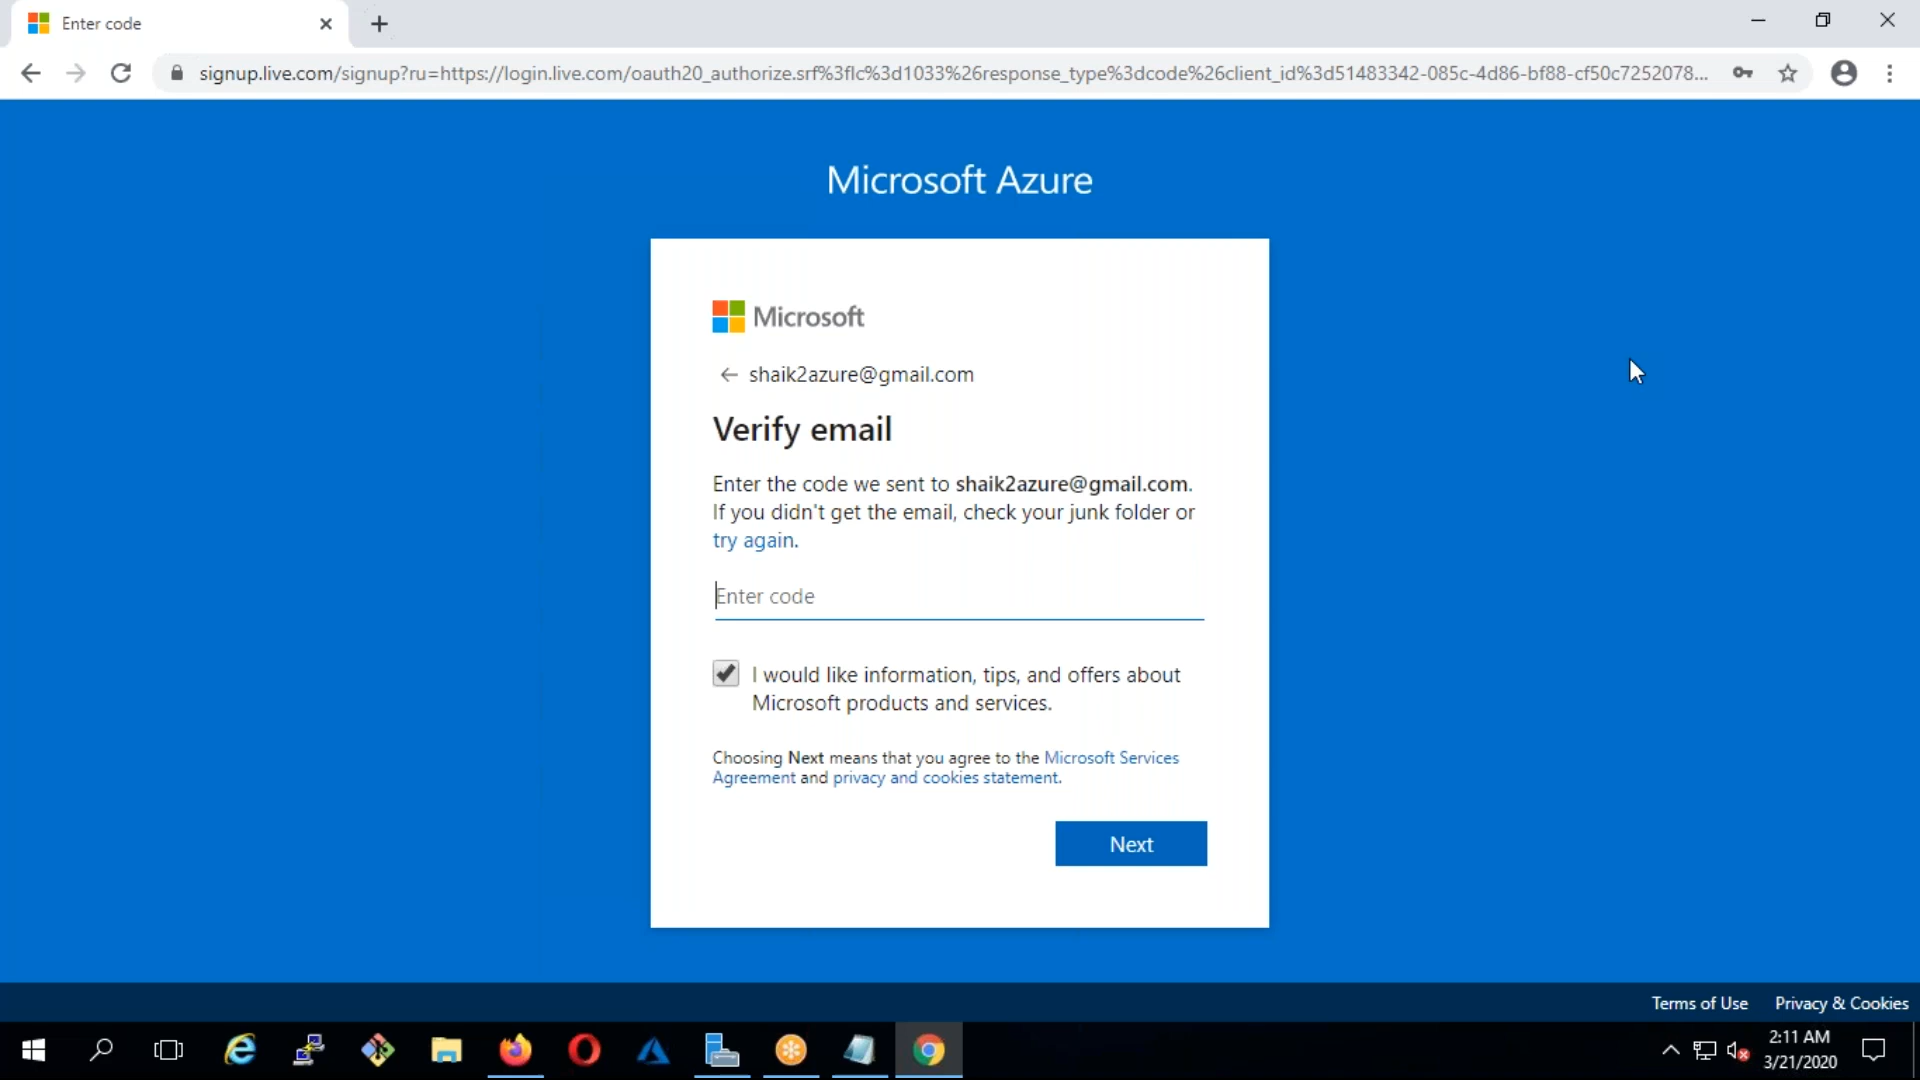 Enter code
signup.live.com/signup?ru=https://login.live.com/oauth20_authorize.srf%3flc%3d1033%26response_type%3dcode%26client_id%3d51483342-085c-4d86-bf88-cf50c7252078...
Microsoft Azure
Microsoft
shaik2azure@gmail.com
Verify email
Enter the code we sent to shaik2azure@gmail.com.
If you didn't get the email, check your junk folder or
try again.
Enter code
I would like information, tips, and offers about
Microsoft products and services.
Choosing Next means that you agree to the Microsoft Services
Agreement and privacy and cookies statement.
Next
Terms of Use Privacy & Cookies
2:11 AM
3/21/2020